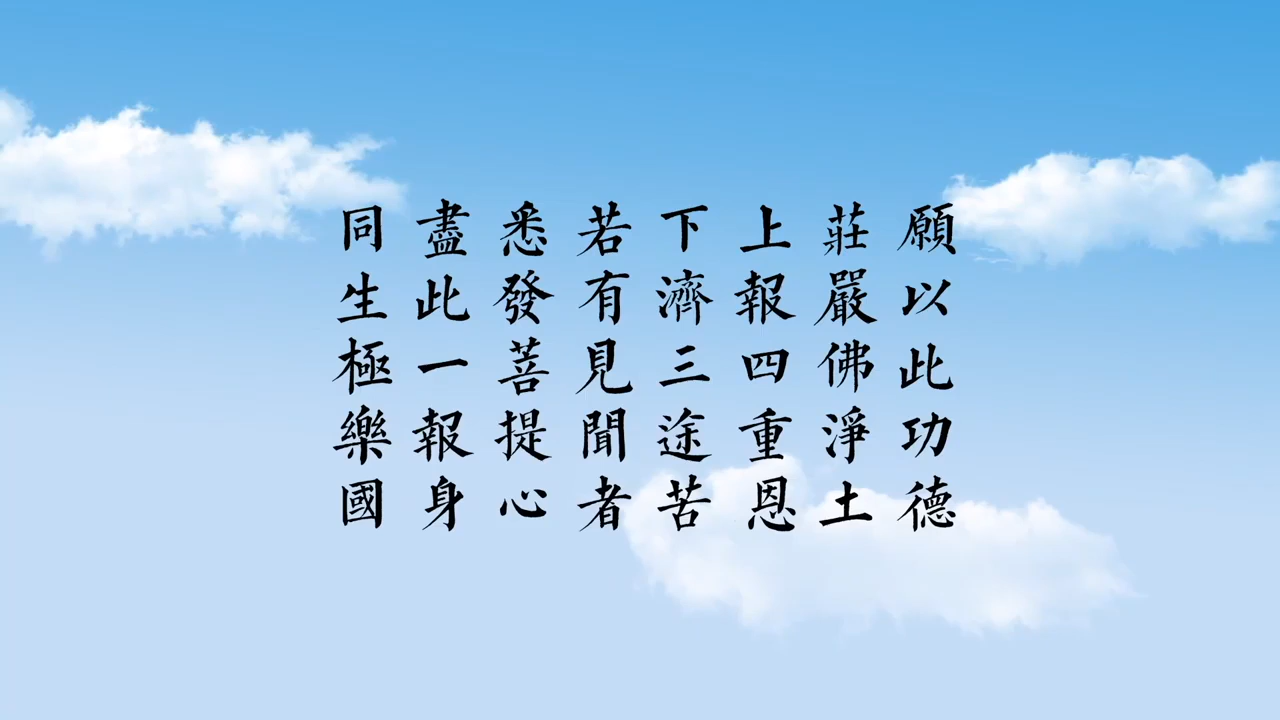 願以此功德
莊嚴佛淨土
上報四重恩
下濟三途苦
若有見聞者
悉發菩提心
盡此一報身
同生極樂國